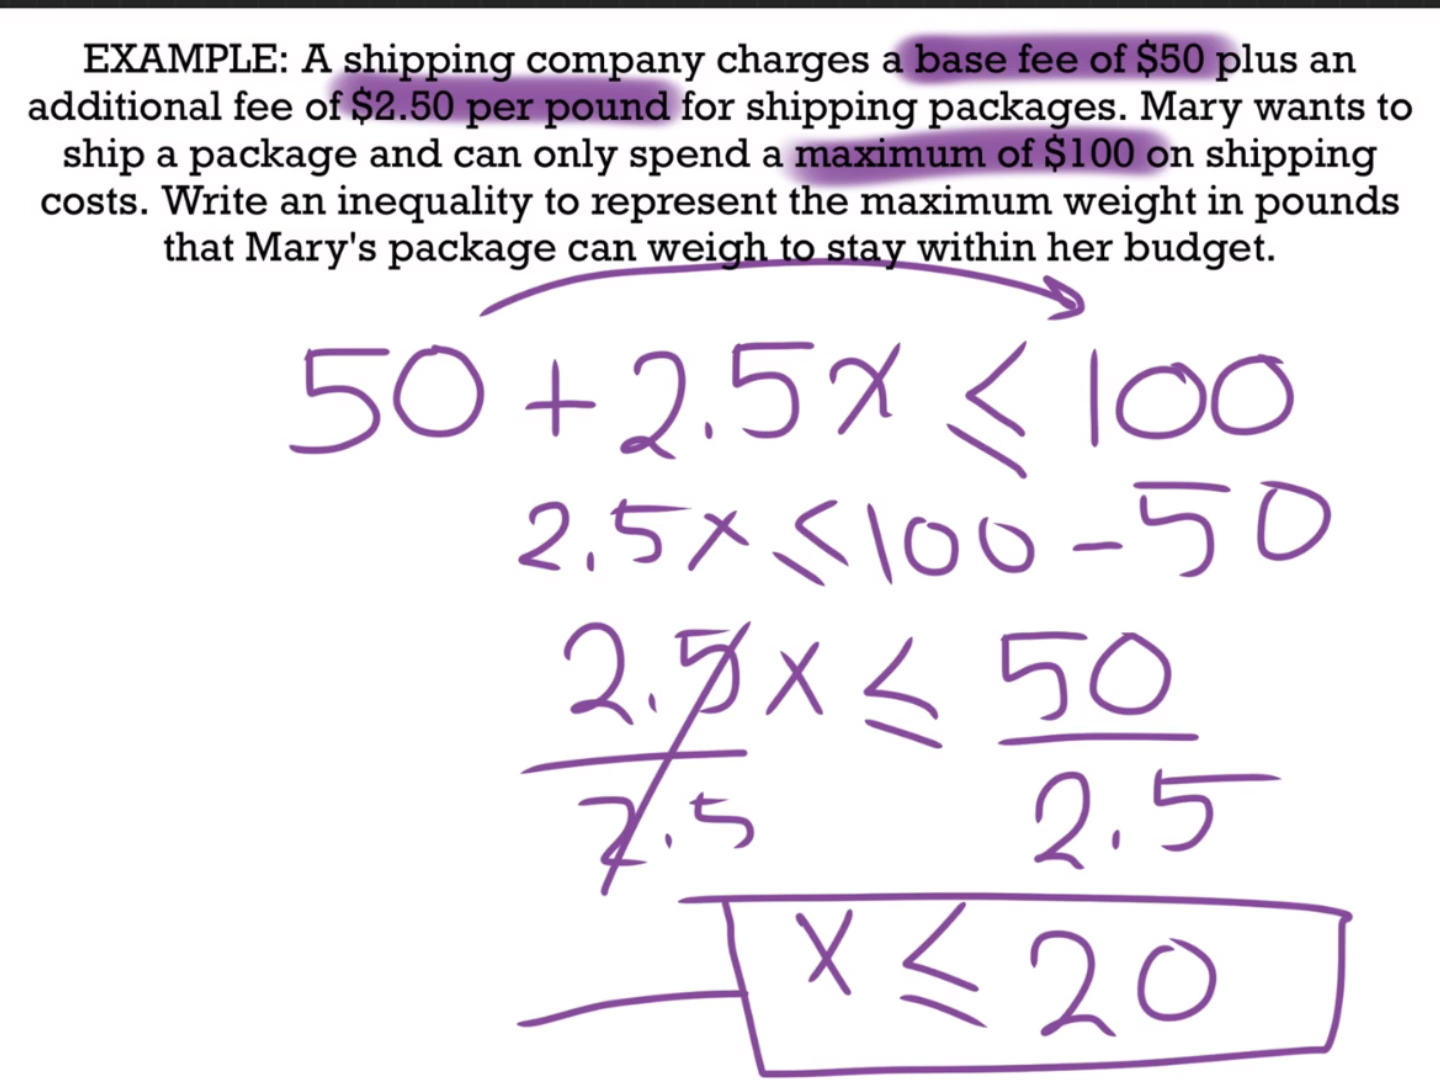 EXAMPLE: A shipping company charges a base fee of $50 plus an
additional fee of $2.50 per pound for shipping packages. Mary wants to
ship a package and can only spend a maximum of $100 on shipping
costs. Write an inequality to represent the maximum weight in pounds
that Mary's package can weigh to stay within her budget.
50 + 2.5x ≤ 100
2.5x ≤ 100 - 50
2.5x ≤ 50
2.5 2.5
x ≤ 20